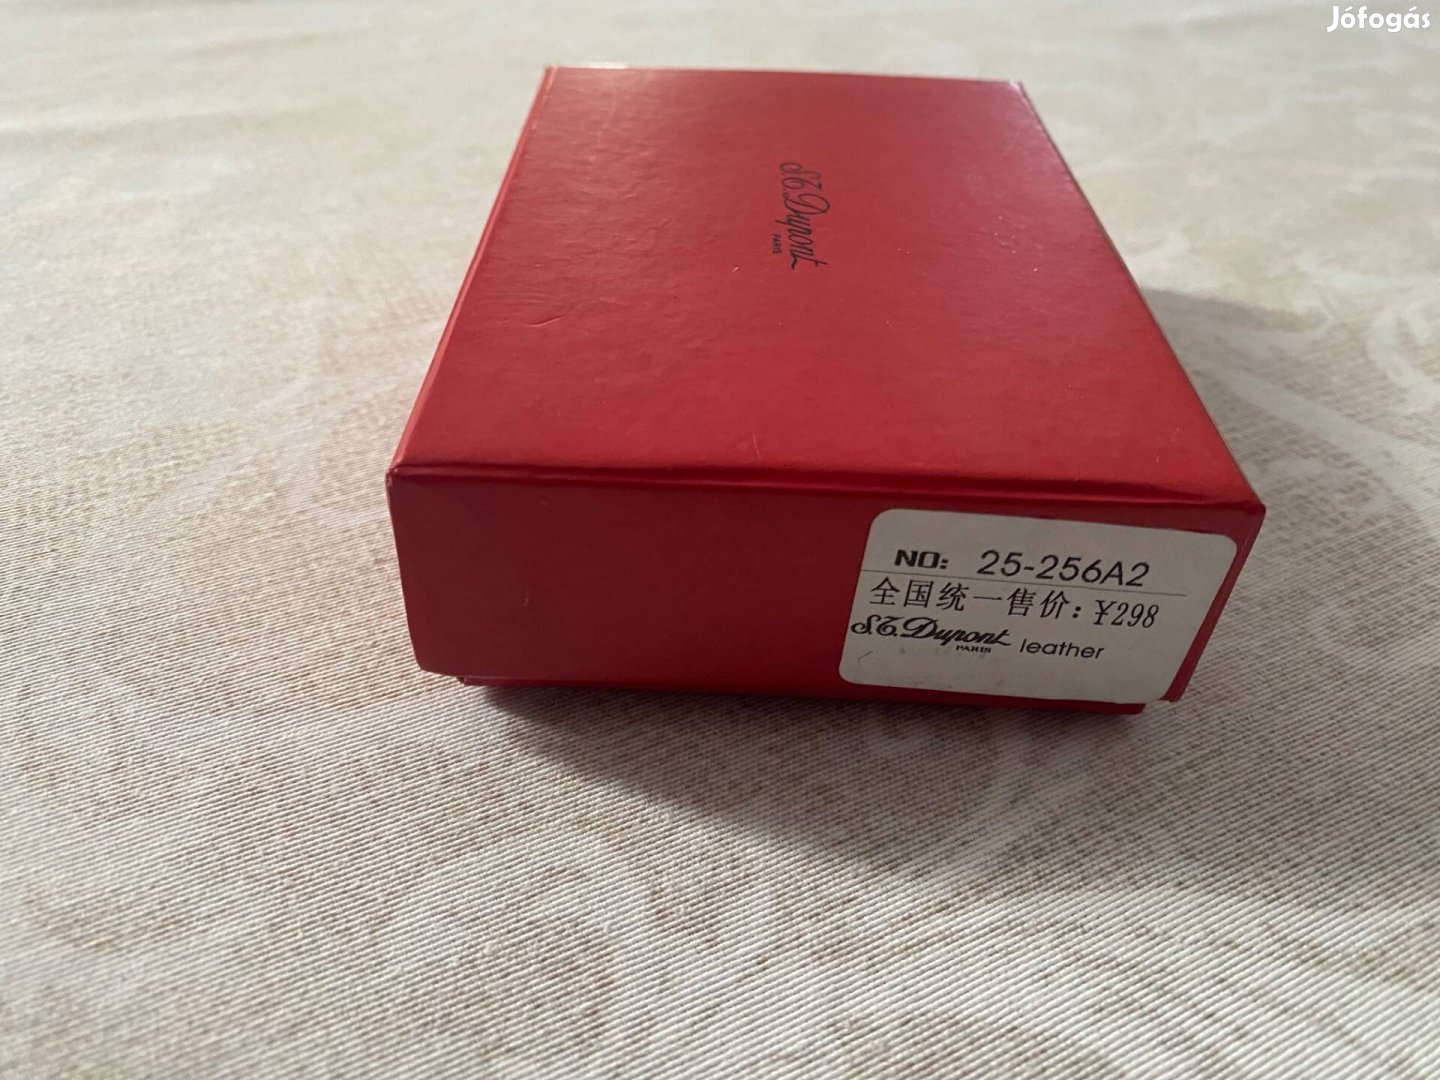 Jófogás
S.T. Dupont
PARIS
NO: 25-256A2
全国统一售价: ¥298
S.T. Dupont
PARIS leather